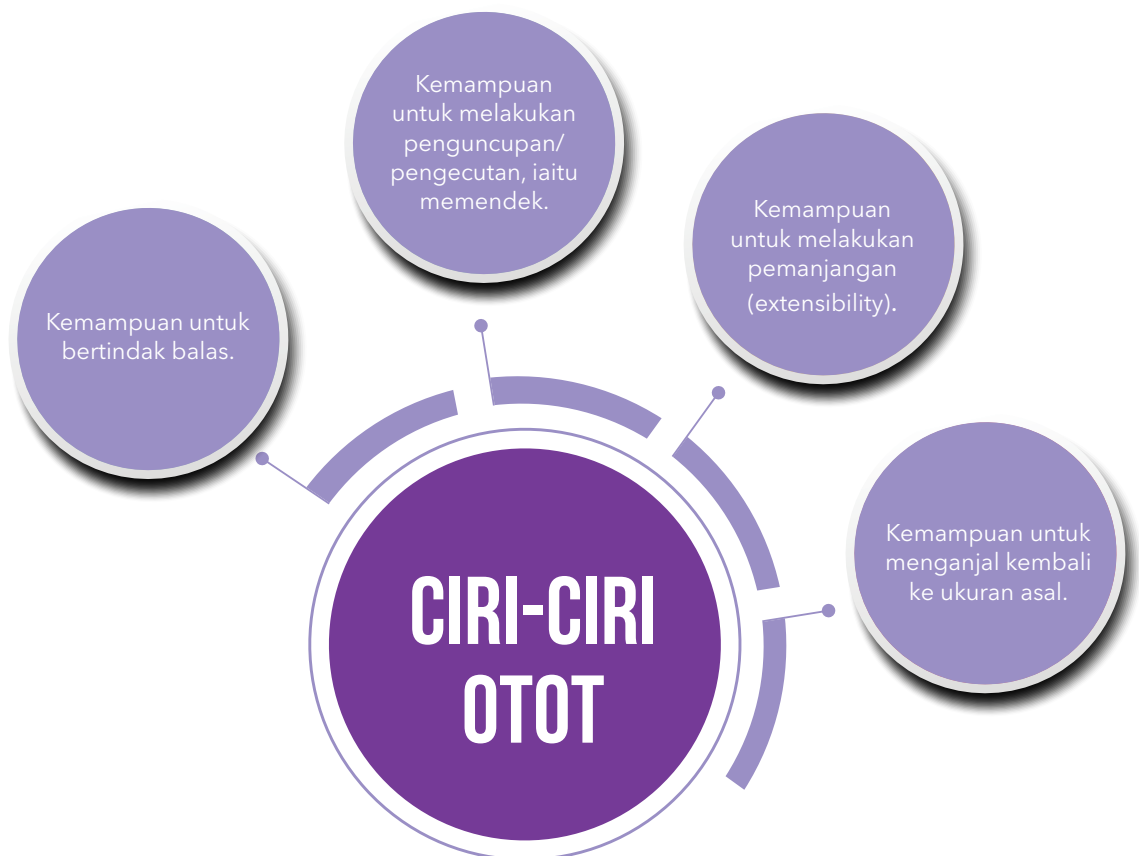 Kemampuan
untuk melakukan
penguncupan/
pengecutan, iaitu
memendek.
Kemampuan
untuk melakukan
pemanjangan
(extensibility).
Kemampuan untuk
bertindak balas.
Kemampuan untuk
menganjal kembali
ke ukuran asal.
CIRI-CIRI
OTOT